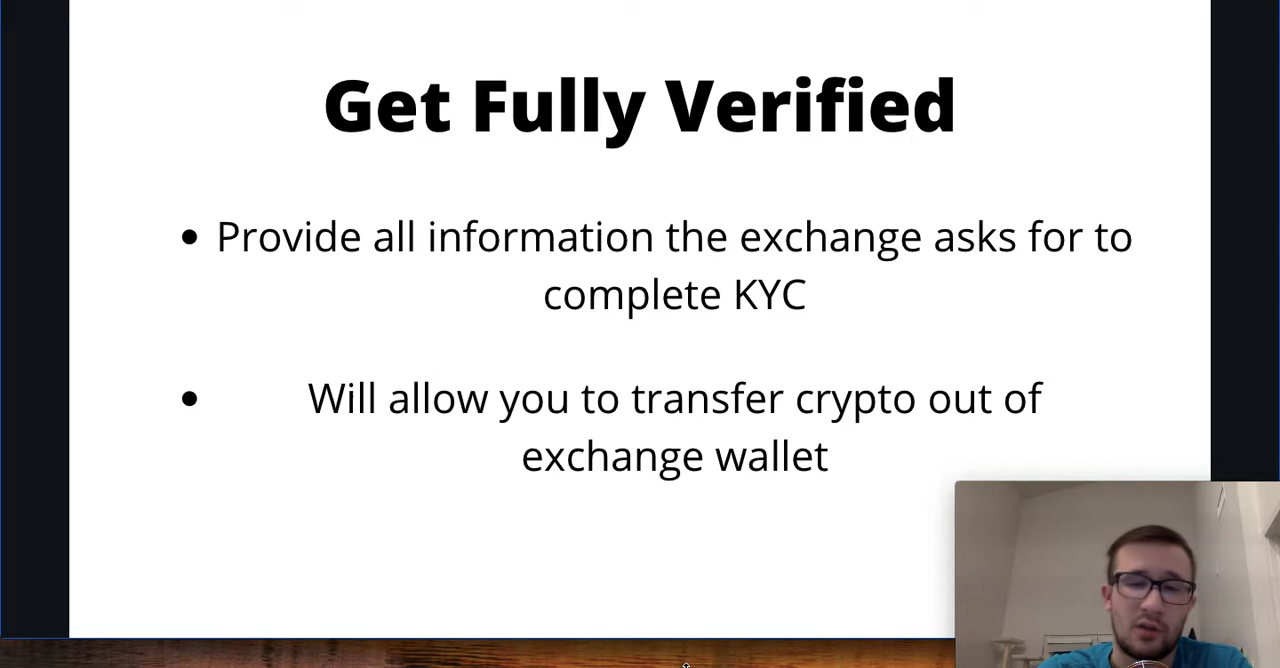 Get Fully Verified
• Provide all information the exchange asks for to
complete KYC
• Will allow you to transfer crypto out of
exchange wallet